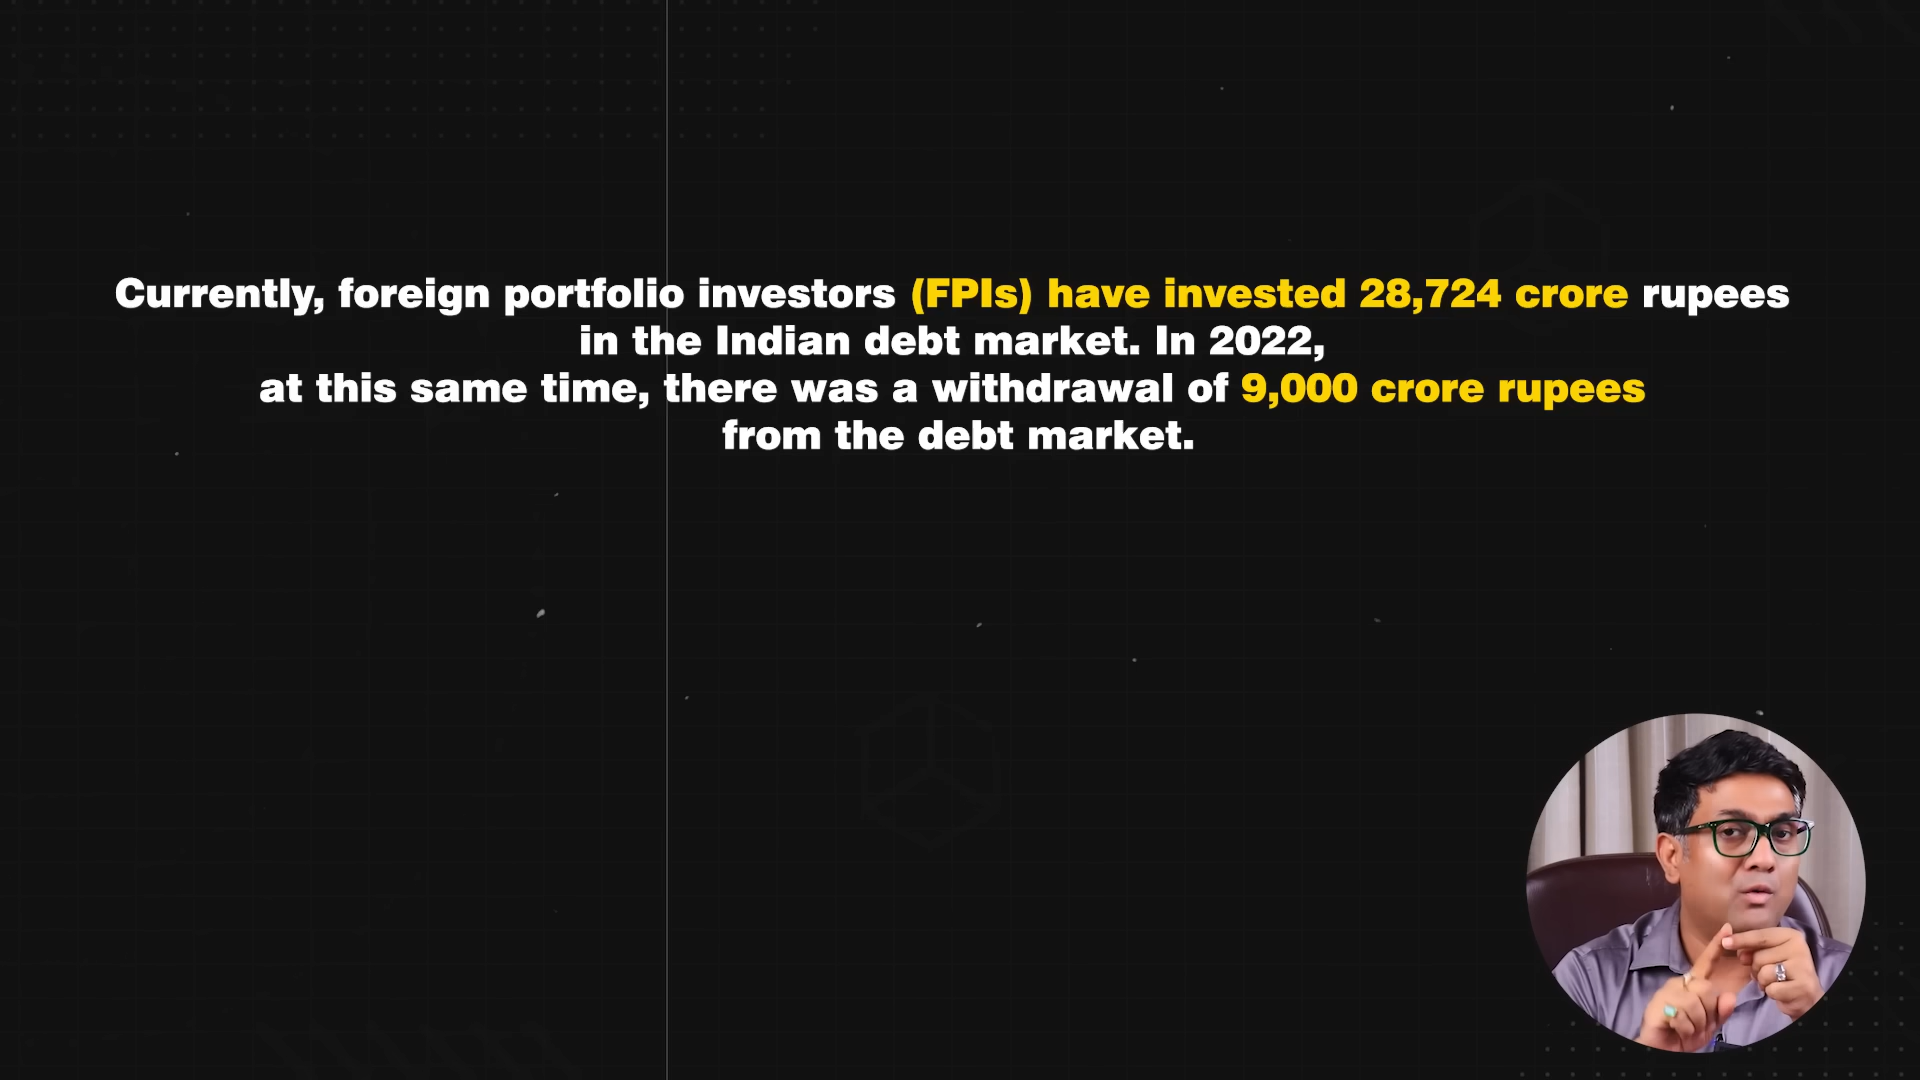 Currently, foreign portfolio investors (FPIs) have invested 28,724 crore rupees
in the Indian debt market. In 2022,
at this same time, there was a withdrawal of 9,000 crore rupees
from the debt market.